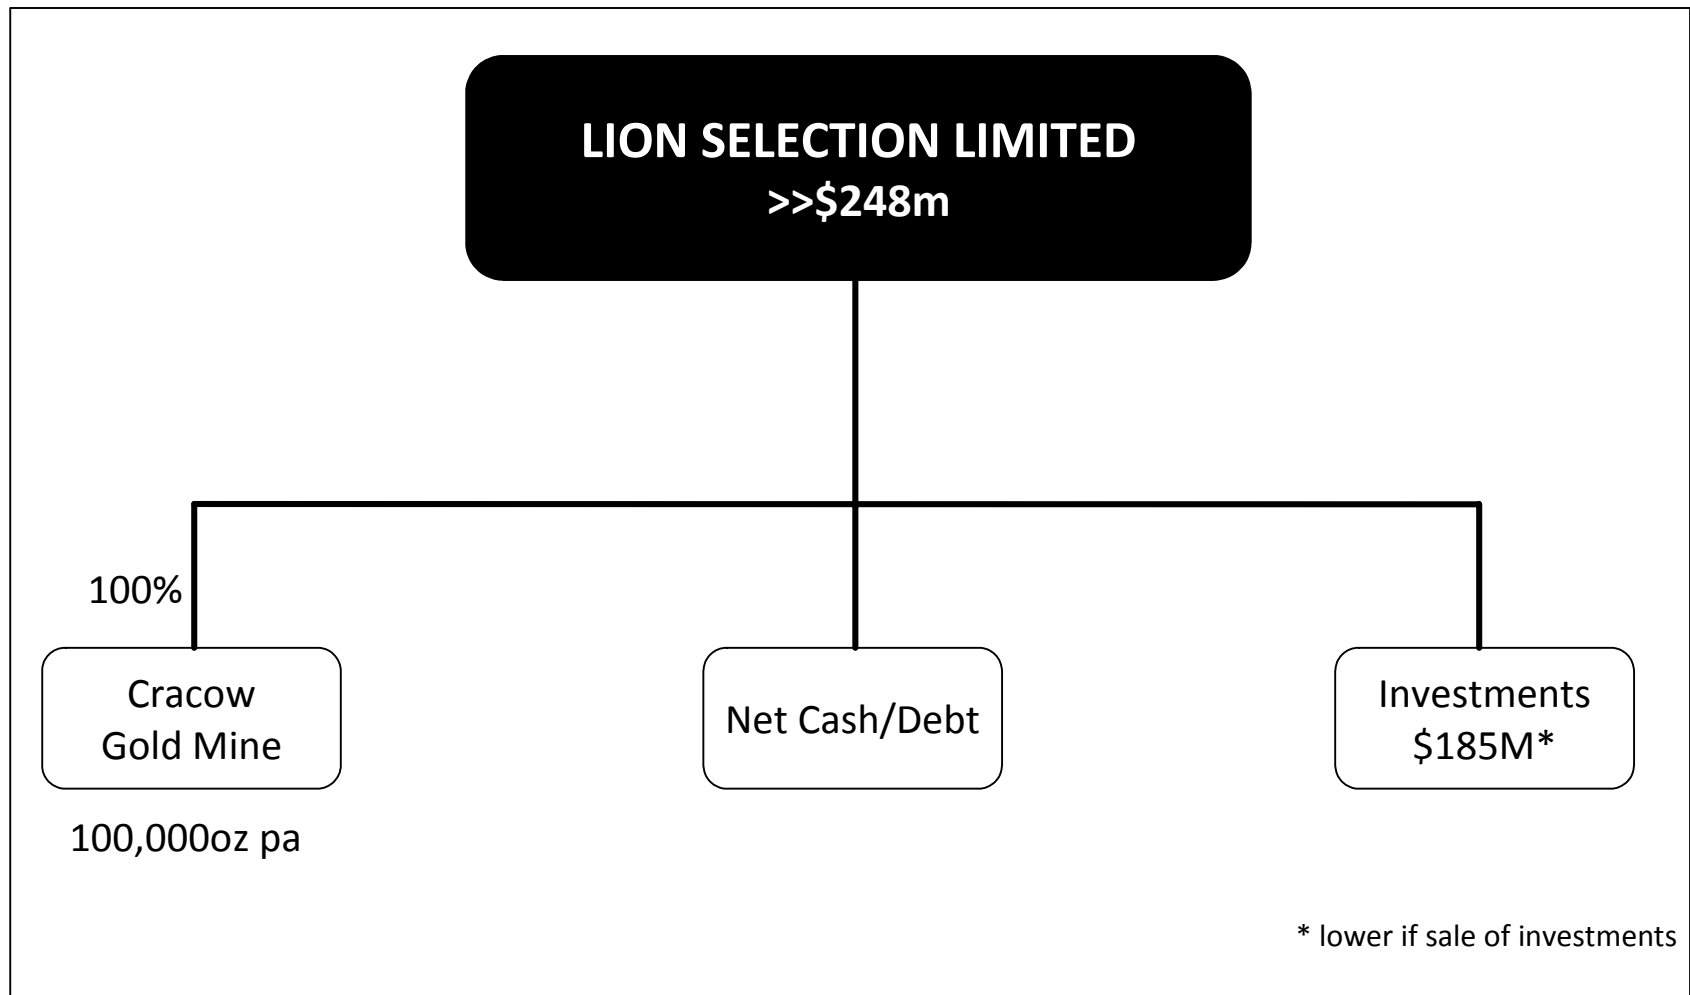 LION SELECTION LIMITED
>>$248m
100%
Cracow
Gold Mine
Net Cash/Debt
Investments
$185M*
100,000oz pa
* lower if sale of investments